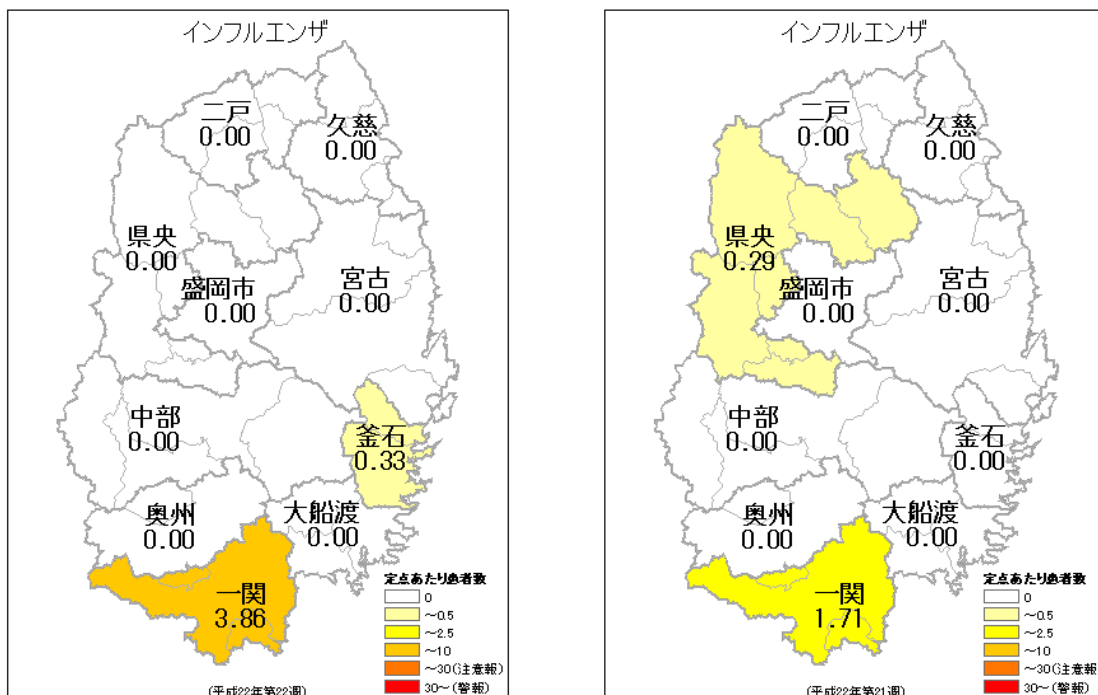 インフルエンザ
二戸
0.00
久慈
0.00
県央
0.00
盛岡市
0.00
宮古
0.00
中部
0.00
釜石
0.33
奥州
0.00
大船渡
0.00
一関
3.86
定点あたり患者数
0
～0.5
～2.5
～10
～30(注意報)
30～(警報)
(平成22年第22週)
インフルエンザ
二戸
0.00
久慈
0.00
県央
0.29
盛岡市
0.00
宮古
0.00
中部
0.00
釜石
0.00
奥州
0.00
大船渡
0.00
一関
1.71
定点あたり患者数
0
～0.5
～2.5
～10
～30(注意報)
30～(警報)
(平成22年第21週)